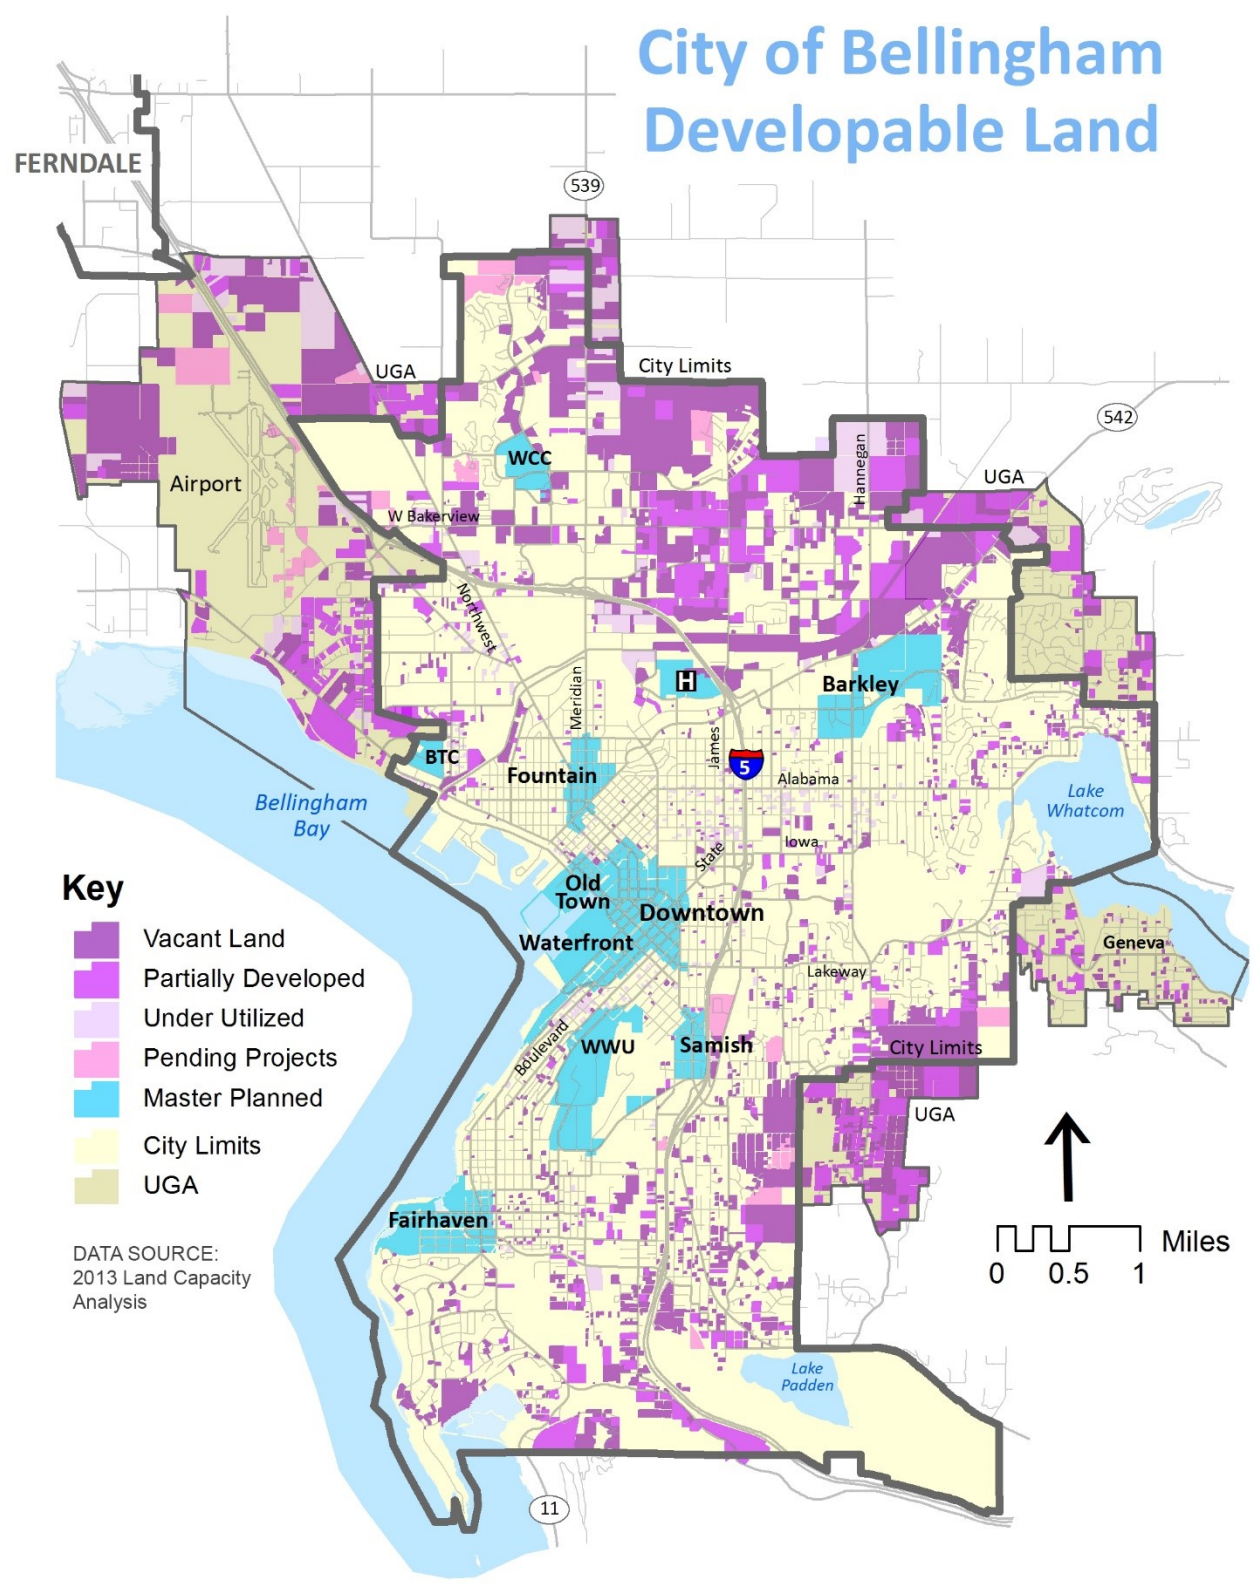 City of Bellingham
Developable Land
FERNDALE
539
UGA
City Limits
542
WCC
Hannegan
UGA
Airport
W Bakerview
Northwest
Meridian
H
Barkley
James
BTC
Fountain
5
Alabama
Lake
Whatcom
Bellingham
Bay
Iowa
State
Key
Old
Town
Downtown
Waterfront
Geneva
Lakeway
Vacant Land
Partially Developed
Under Utilized
Pending Projects
Master Planned
City Limits
UGA
Boulevard
WWU
Samish
City Limits
UGA
Fairhaven
DATA SOURCE:
2013 Land Capacity
Analysis
Miles
0 0.5 1
Lake
Padden
11